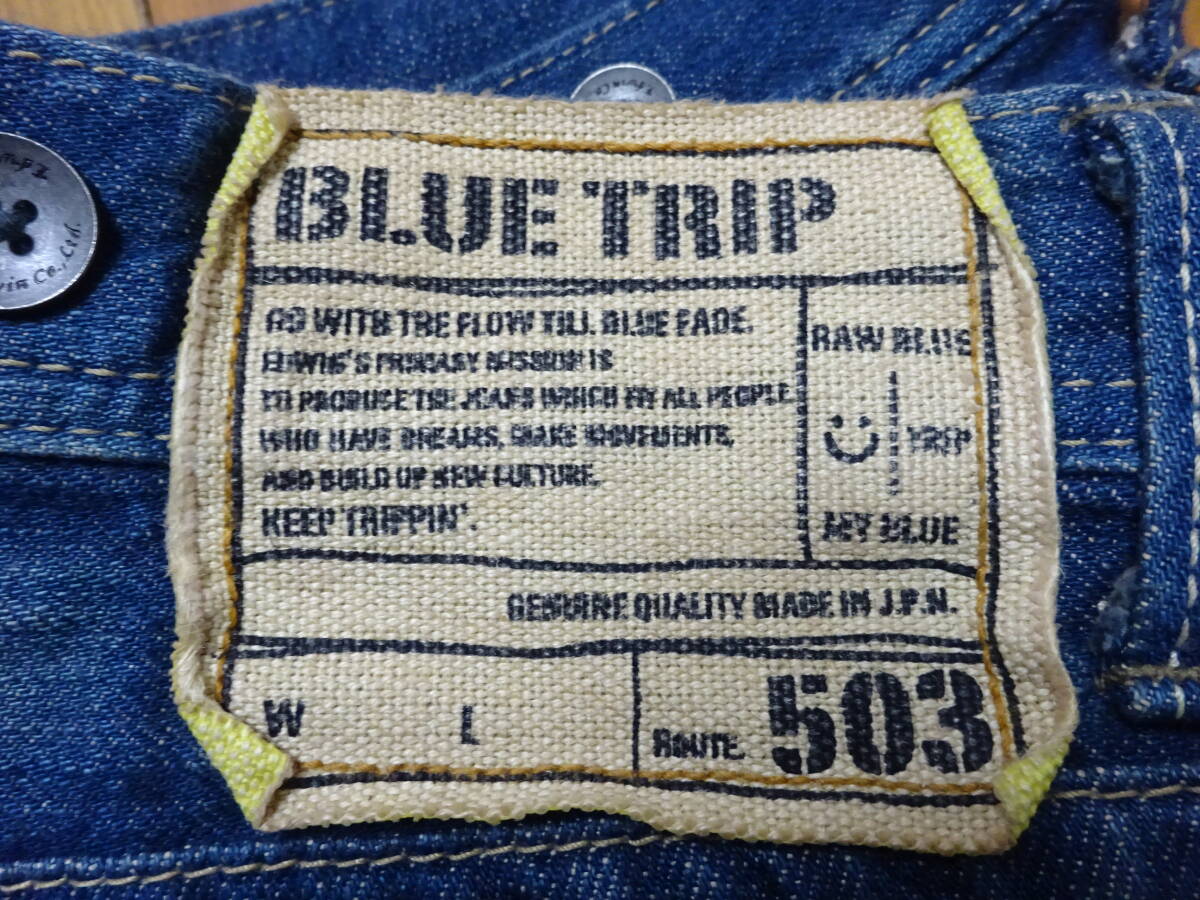 BLUE TRIP
GO WITH THE FLOW TILL BLUE FADE.
EDWIN'S PRIMARY MISSION IS
TO PRODUCE THE JEANS WHICH FIT ALL PEOPLE
WHO HAVE DREAMS, MAKE MOVEMENTS,
AND BUILD UP NEW CULTURE.
KEEP TRIPPIN'.
RAW BLUE
TRIP
MY BLUE
GENUINE QUALITY MADE IN J.P.N.
W L
ROUTE. 503
Co.,Ltd.